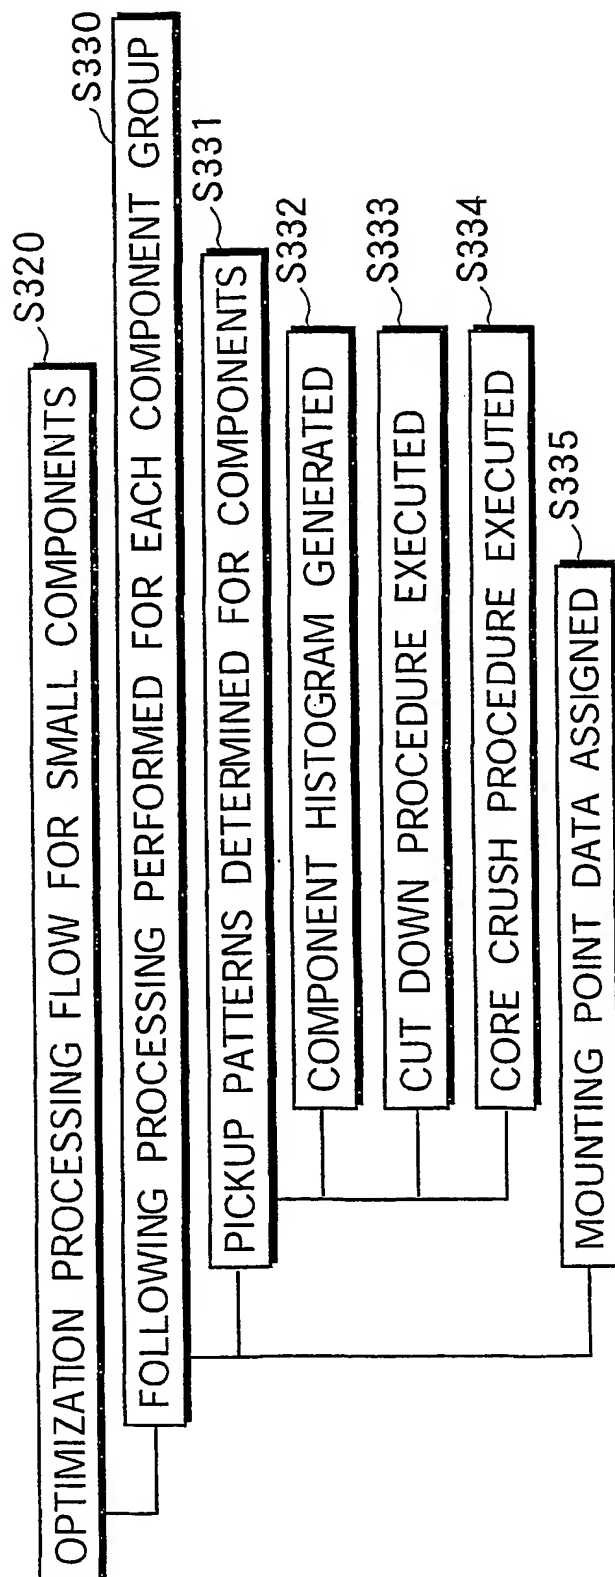 OPTIMIZATION PROCESSING FLOW FOR SMALL COMPONENTS
S320
FOLLOWING PROCESSING PERFORMED FOR EACH COMPONENT GROUP
S330
PICKUP PATTERNS DETERMINED FOR COMPONENTS
S331
COMPONENT HISTOGRAM GENERATED
S332
CUT DOWN PROCEDURE EXECUTED
S333
CORE CRUSH PROCEDURE EXECUTED
S334
MOUNTING POINT DATA ASSIGNED
S335